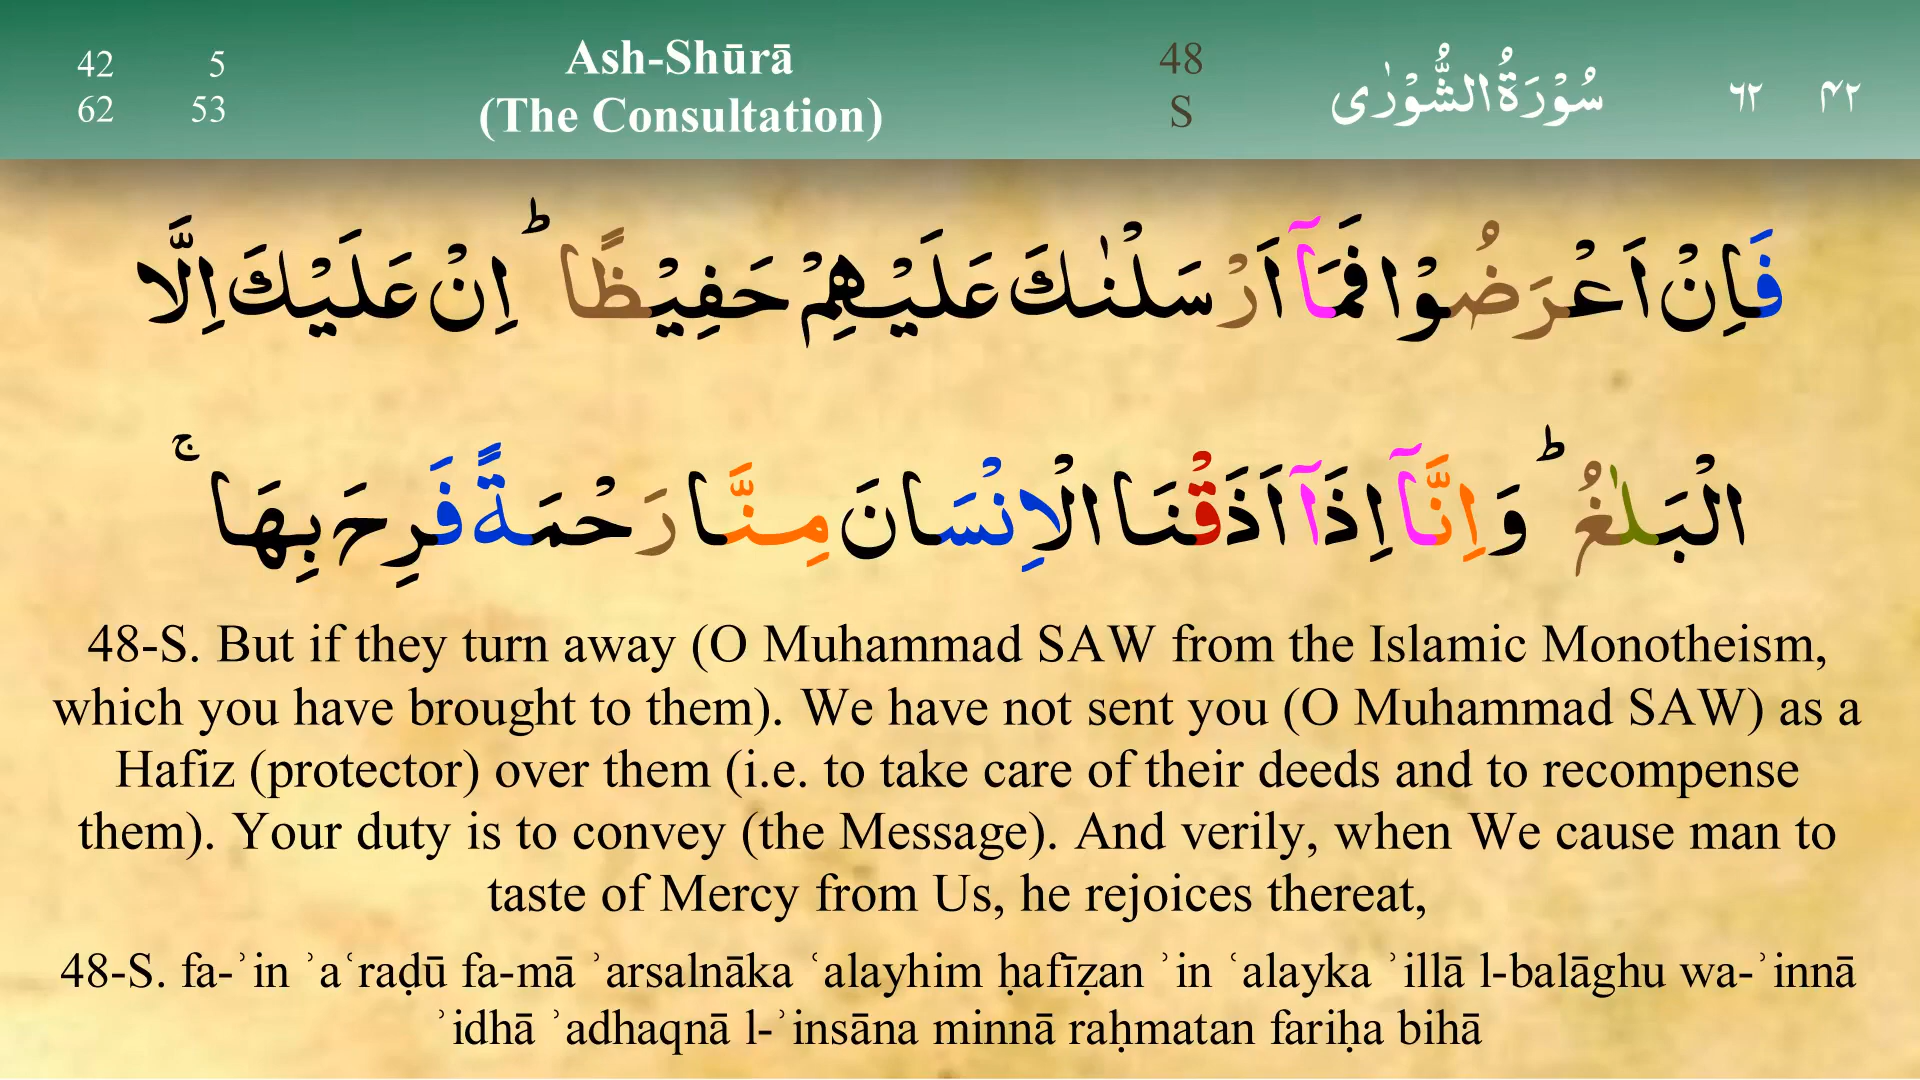 42 5
62 53
Ash-Shūrā
(The Consultation)
48
S
سُوْرَةُ الشُّوْرٰى
٦٢ ۴۲
فَاِنْ اَعْرَضُوْا فَمَآ اَرْسَلْنٰكَ عَلَيْهِمْ حَفِيْظًا ؕ اِنْ عَلَيْكَ اِلَّا
الْبَلٰغُ ؕ وَاِنَّآ اِذَآ اَذَقْنَا الْاِنْسَانَ مِنَّا رَحْمَةً فَرِحَ بِهَا ۚ
48-S. But if they turn away (O Muhammad SAW from the Islamic Monotheism,
which you have brought to them). We have not sent you (O Muhammad SAW) as a
Hafiz (protector) over them (i.e. to take care of their deeds and to recompense
them). Your duty is to convey (the Message). And verily, when We cause man to
taste of Mercy from Us, he rejoices thereat,
48-S. fa-ʾin ʾaʿraḍū fa-mā ʾarsalnāka ʿalayhim ḥafīẓan ʾin ʿalayka ʾillā l-balāghu wa-ʾinnā
ʾidhā ʾadhaqnā l-ʾinsāna minnā raḥmatan fariḥa bihā